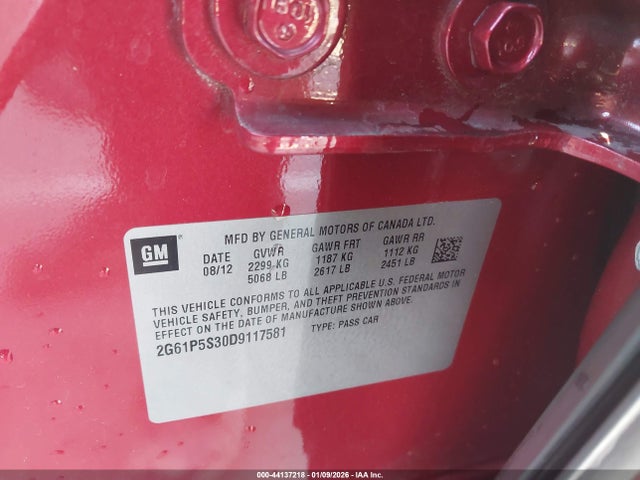 GM
MFD BY GENERAL MOTORS OF CANADA LTD.
DATE GVWR GAWR FRT GAWR RR
08/12 2299 KG 1187 KG 1112 KG
5068 LB 2617 LB 2451 LB
THIS VEHICLE CONFORMS TO ALL APPLICABLE U.S. FEDERAL MOTOR
VEHICLE SAFETY, BUMPER, AND THEFT PREVENTION STANDARDS IN
EFFECT ON THE DATE OF MANUFACTURE SHOWN ABOVE.
2G61P5S30D9117581 TYPE: PASS CAR
000-44137218 - 01/09/2026 - IAA Inc.